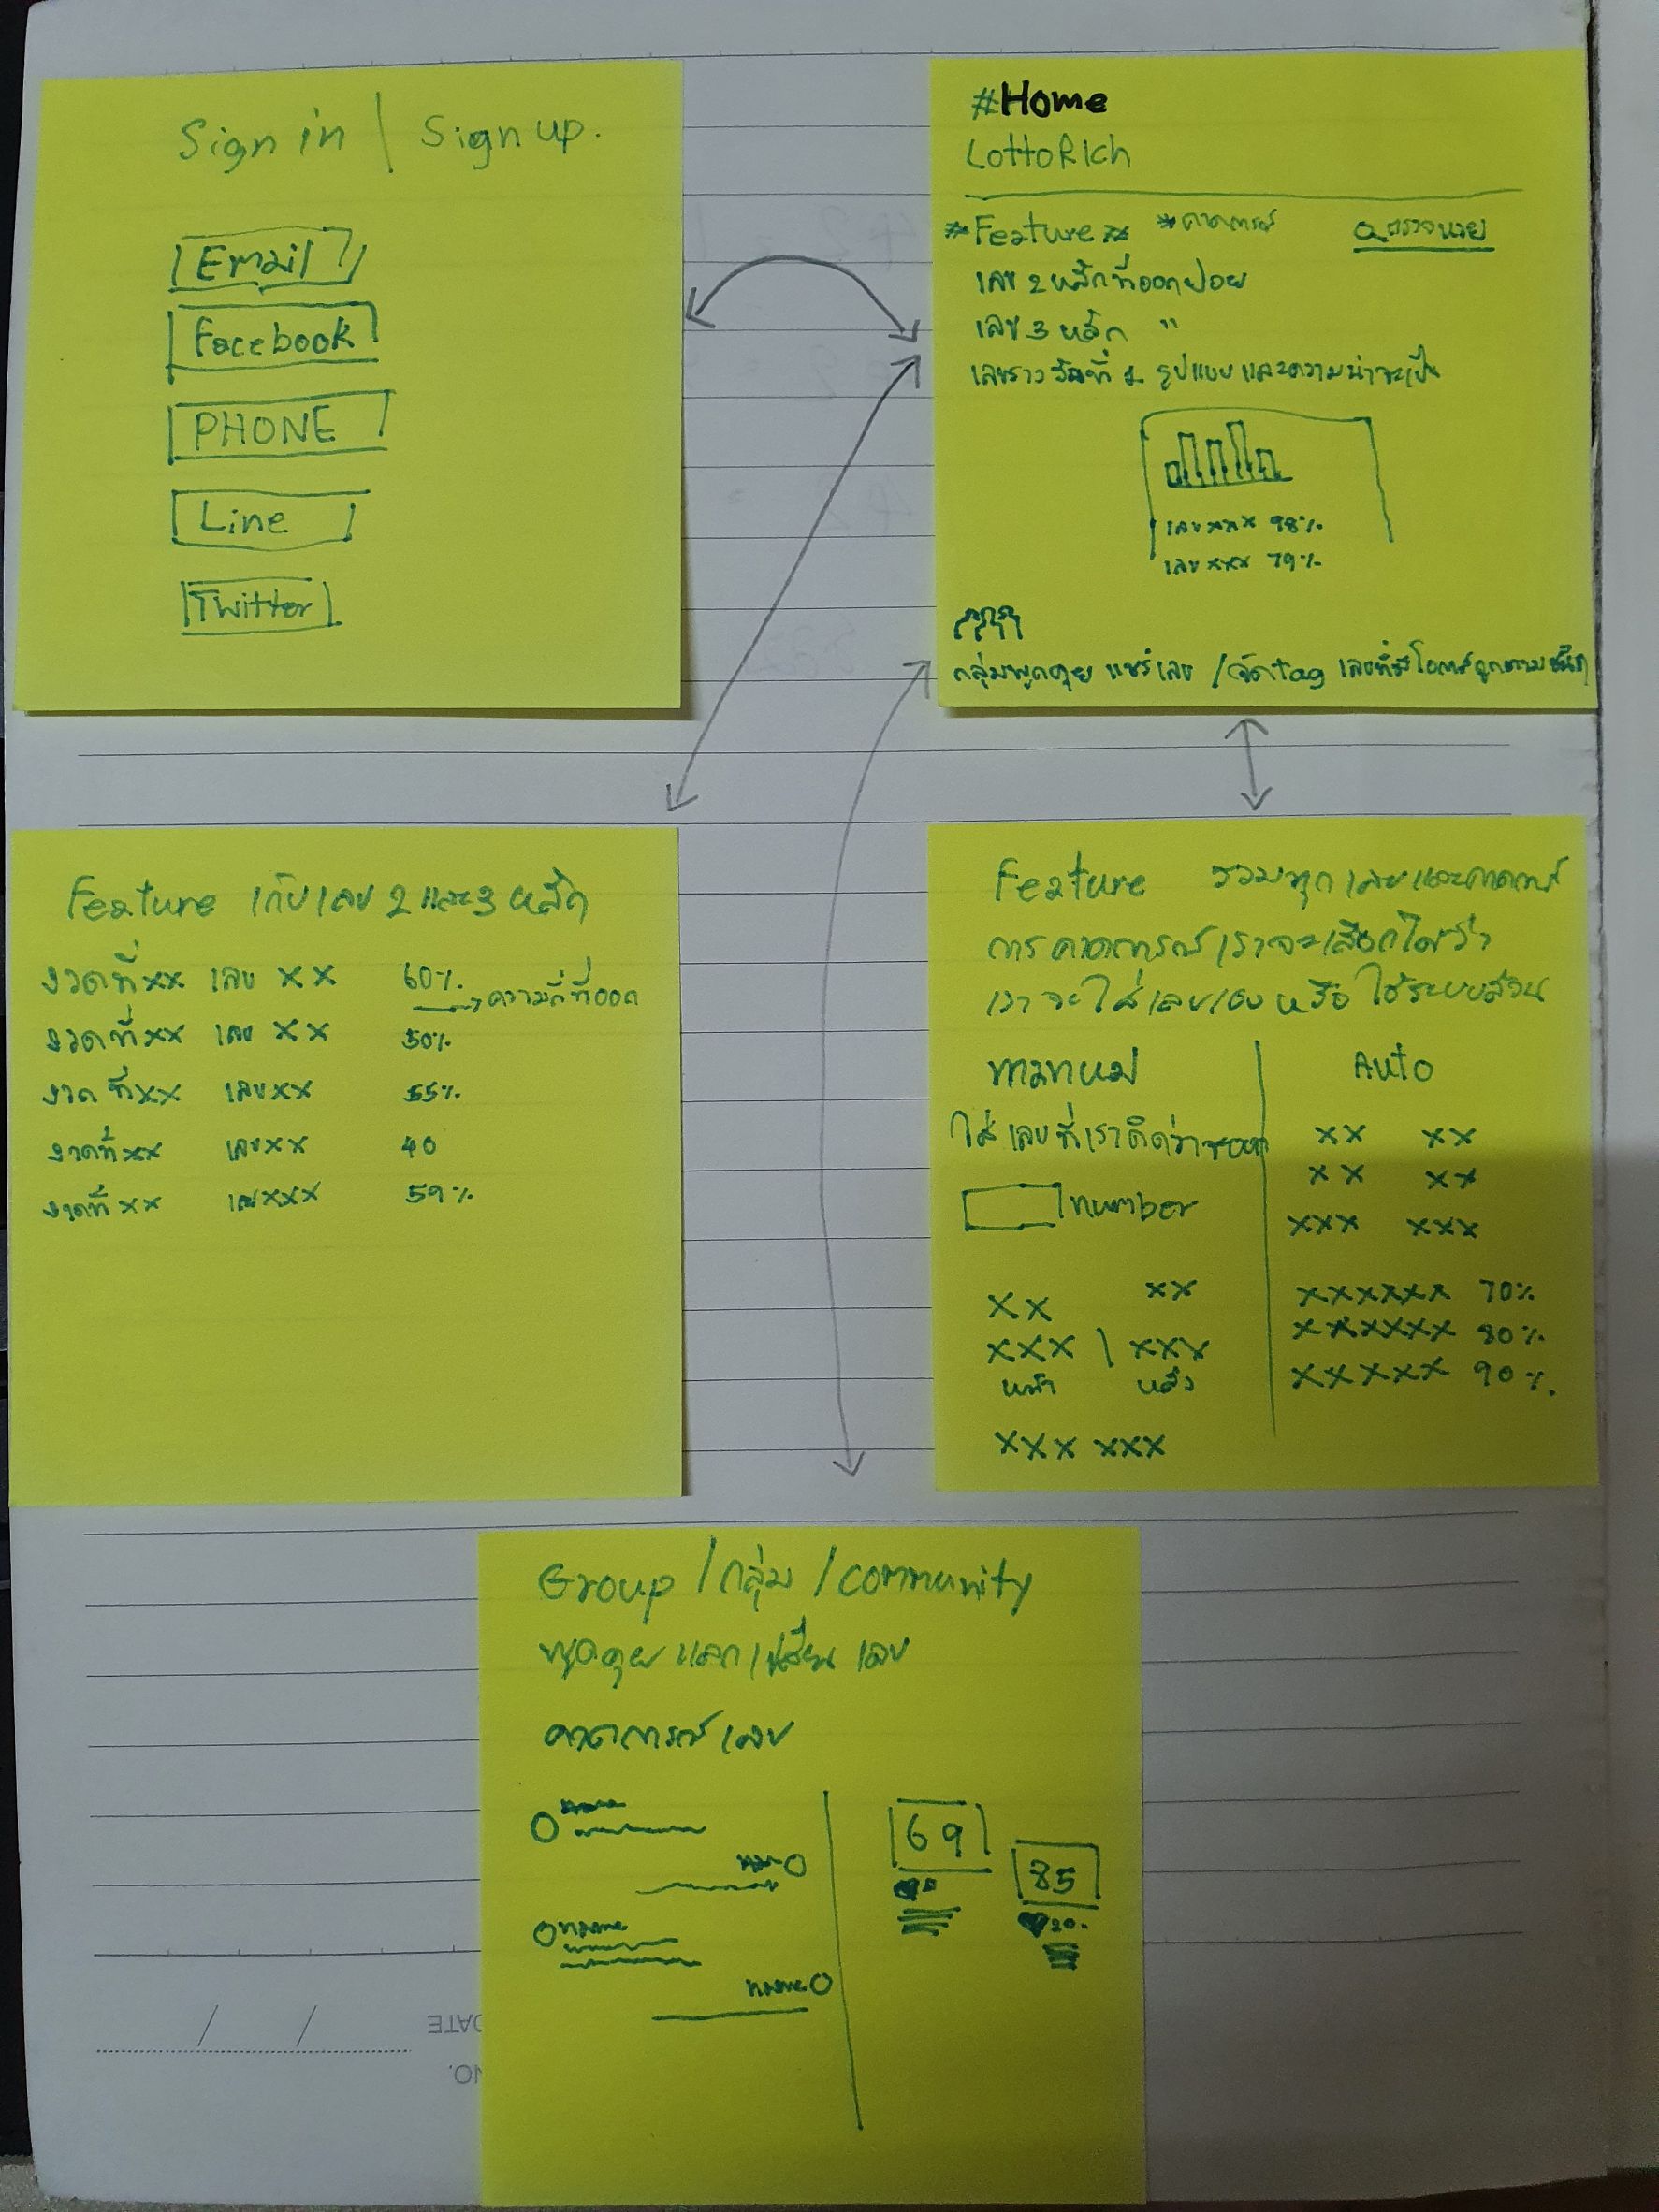 Sign in | Sign up.
Email
Facebook
PHONE
Line
Twitter
#Home
LottoRich
*Feature* *คาดการณ์ ตรวจหวย
เลข 2 หลักที่ออกบ่อย
เลข 3 หลัก "
เลขรางวัลที่ 1 รูปแบบและความน่าจะเป็น
เลข xxx 98%
เลข xxx 79%
กลุ่มพูดคุย แชร์เลข / จัด tag เลขที่มีโอกาสถูกตาม
Feature เก็บเลข 2 และ 3 หลัก
งวดที่ xx เลข xx 60%
ความถี่ที่ออก
งวดที่ xx เลข xx 50%
งวดที่ xx เลข xx 55%
งวดที่ xx เลข xx 40
งวดที่ xx เลข xxx 59%
Feature รวมทุกเลขและคาดการณ์
การคาดการณ์เราจะเลือกได้ว่า
เราจะใส่เลขเองหรือใช้ระบบสุ่ม
ทามทหม่ Auto
ใส่เลขที่เราคิดว่าจะออก
number
xx xx
xxx | xxx
หน้า หลัง
xxx xxx
xx xx
xx xx
xxx xxx
xxxxxx 70%
xxxxxx 80%
xxxxx 90%.
Group / กลุ่ม / community
พูดคุย แลกเปลี่ยน เลข
คาดการณ์เลข
name
name
name
69
85
20.
DATE
NO.